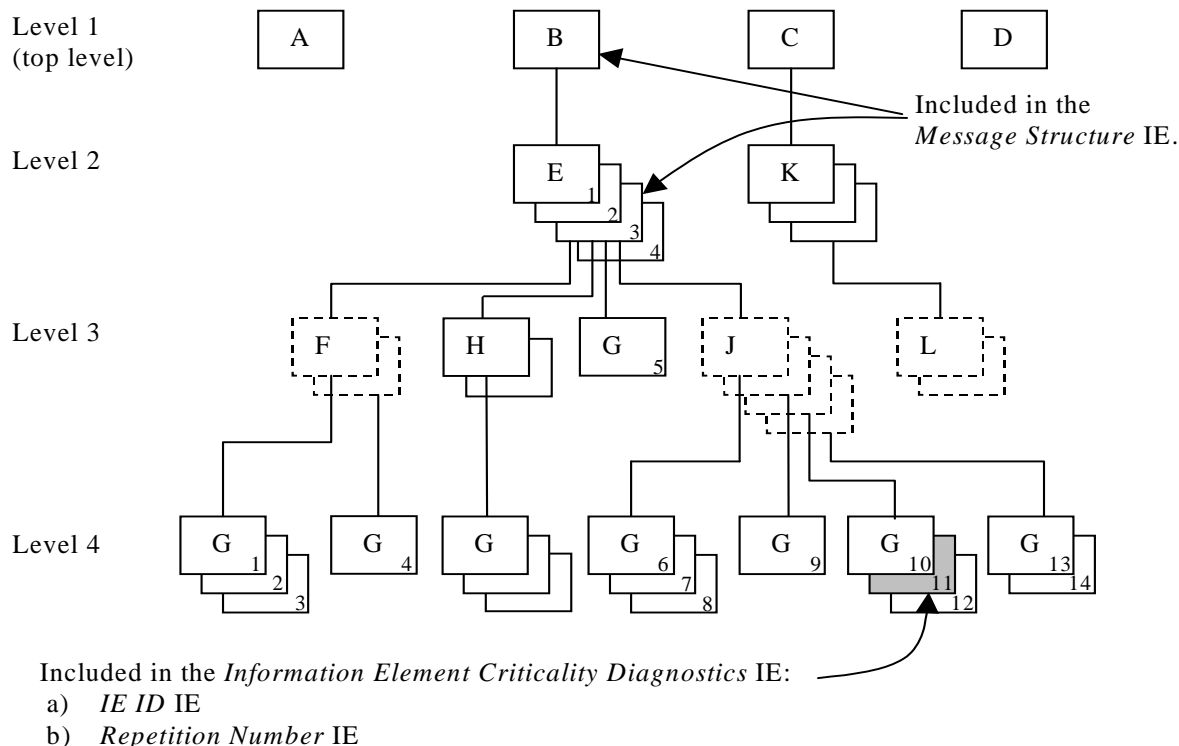 Level 1
(top level)
A
B
C
D
Included in the
Message Structure IE.
Level 2
E
1
2
3
4
K
Level 3
F
H
G
5
J
L
Level 4
G
1
2
3
G
4
G
G
6
7
8
G
9
G
10
11
12
G
13
14
Included in the Information Element Criticality Diagnostics IE:
a) IE ID IE
b) Repetition Number IE